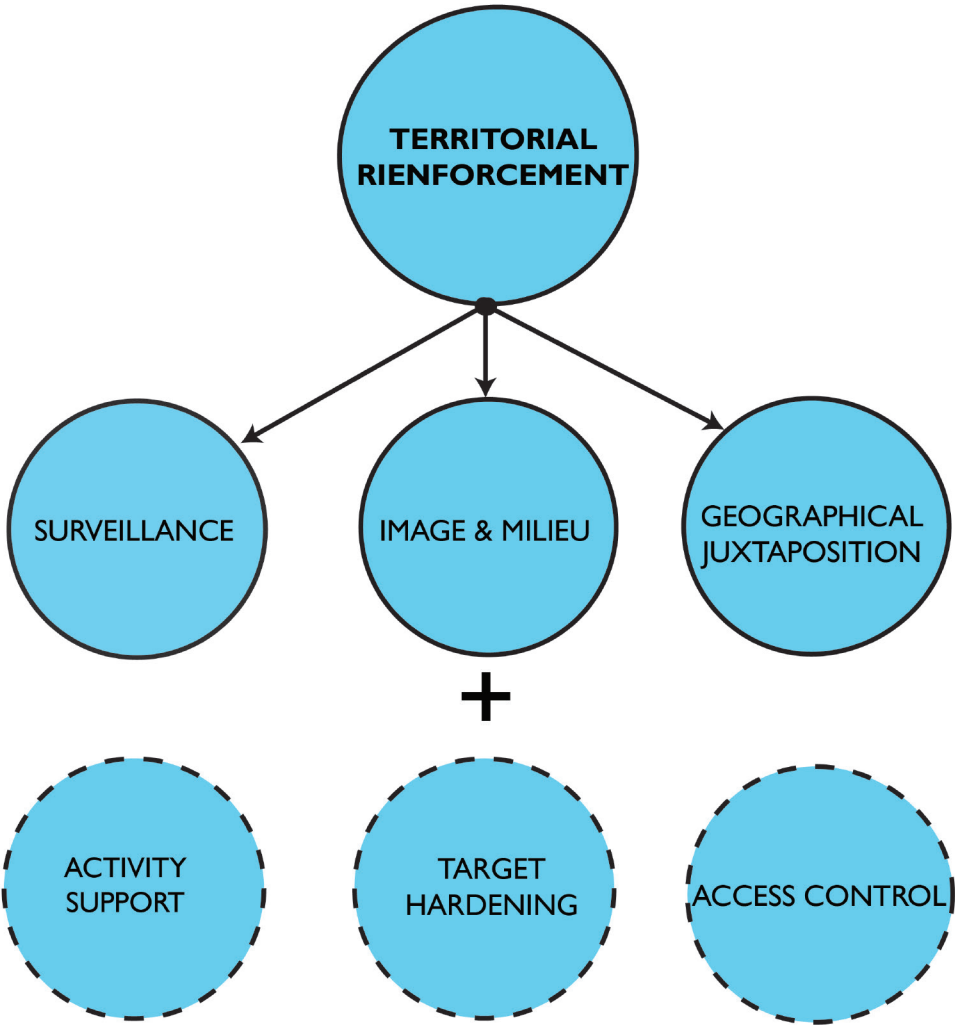 TERRITORIAL
RIENFORCEMENT
SURVEILLANCE
IMAGE & MILIEU
GEOGRAPHICAL
JUXTAPOSITION
+
ACTIVITY
SUPPORT
TARGET
HARDENING
ACCESS CONTROL